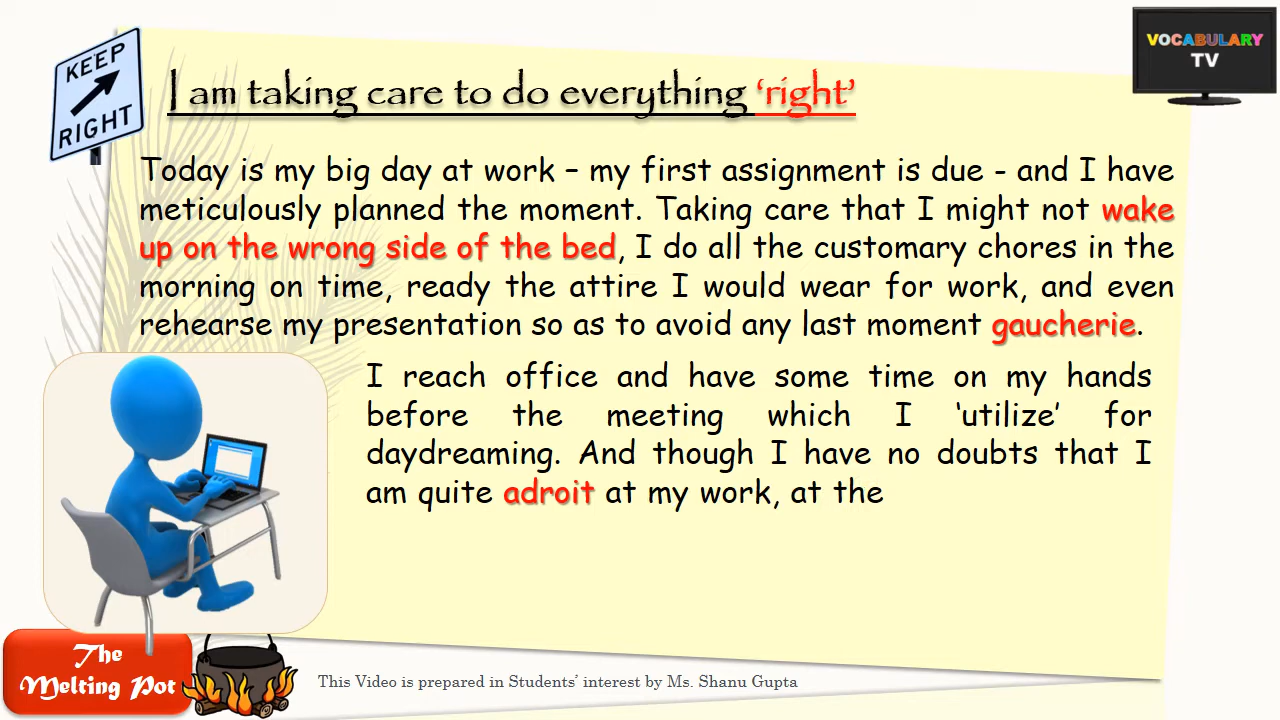 KEEP
RIGHT
VOCABULARY
TV
I am taking care to do everything ‘right’
Today is my big day at work – my first assignment is due - and I have
meticulously planned the moment. Taking care that I might not wake
up on the wrong side of the bed, I do all the customary chores in the
morning on time, ready the attire I would wear for work, and even
rehearse my presentation so as to avoid any last moment gaucherie.
I reach office and have some time on my hands
before the meeting which I ‘utilize’ for
daydreaming. And though I have no doubts that I
am quite adroit at my work, at the
The
Melting Pot
This Video is prepared in Students’ interest by Ms. Shanu Gupta